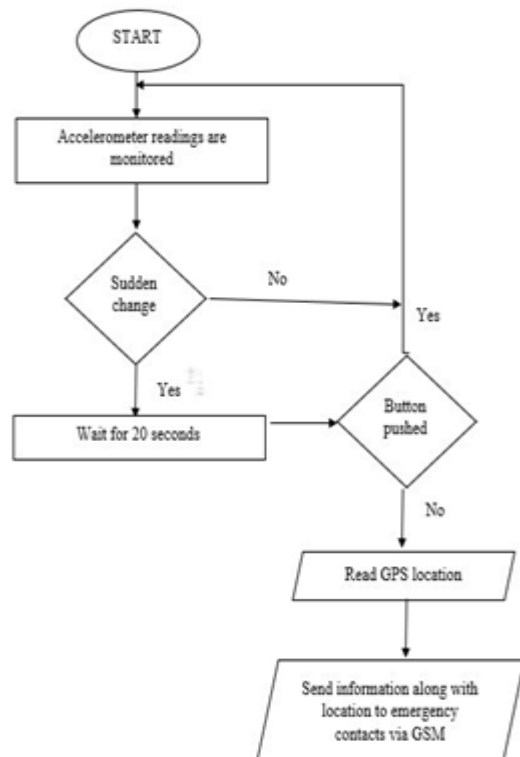 START
Accelerometer readings are
monitored
Sudden
change
No
Yes
Yes
Wait for 20 seconds
Button
pushed
No
Read GPS location
Send information along with
location to emergency
contacts via GSM